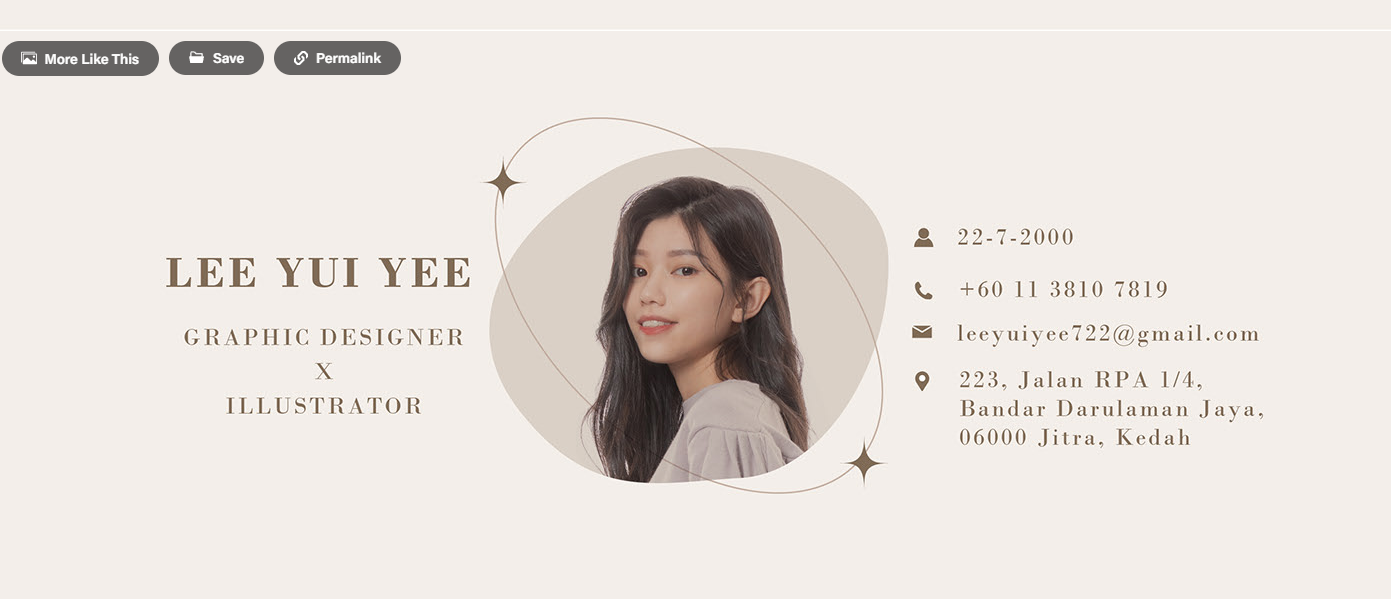 More Like This
Save
Permalink
LEE YUI YEE
GRAPHIC DESIGNER
X
ILLUSTRATOR
22-7-2000
+60 11 3810 7819
leeyuiyee722@gmail.com
223, Jalan RPA 1/4,
Bandar Darulaman Jaya,
06000 Jitra, Kedah